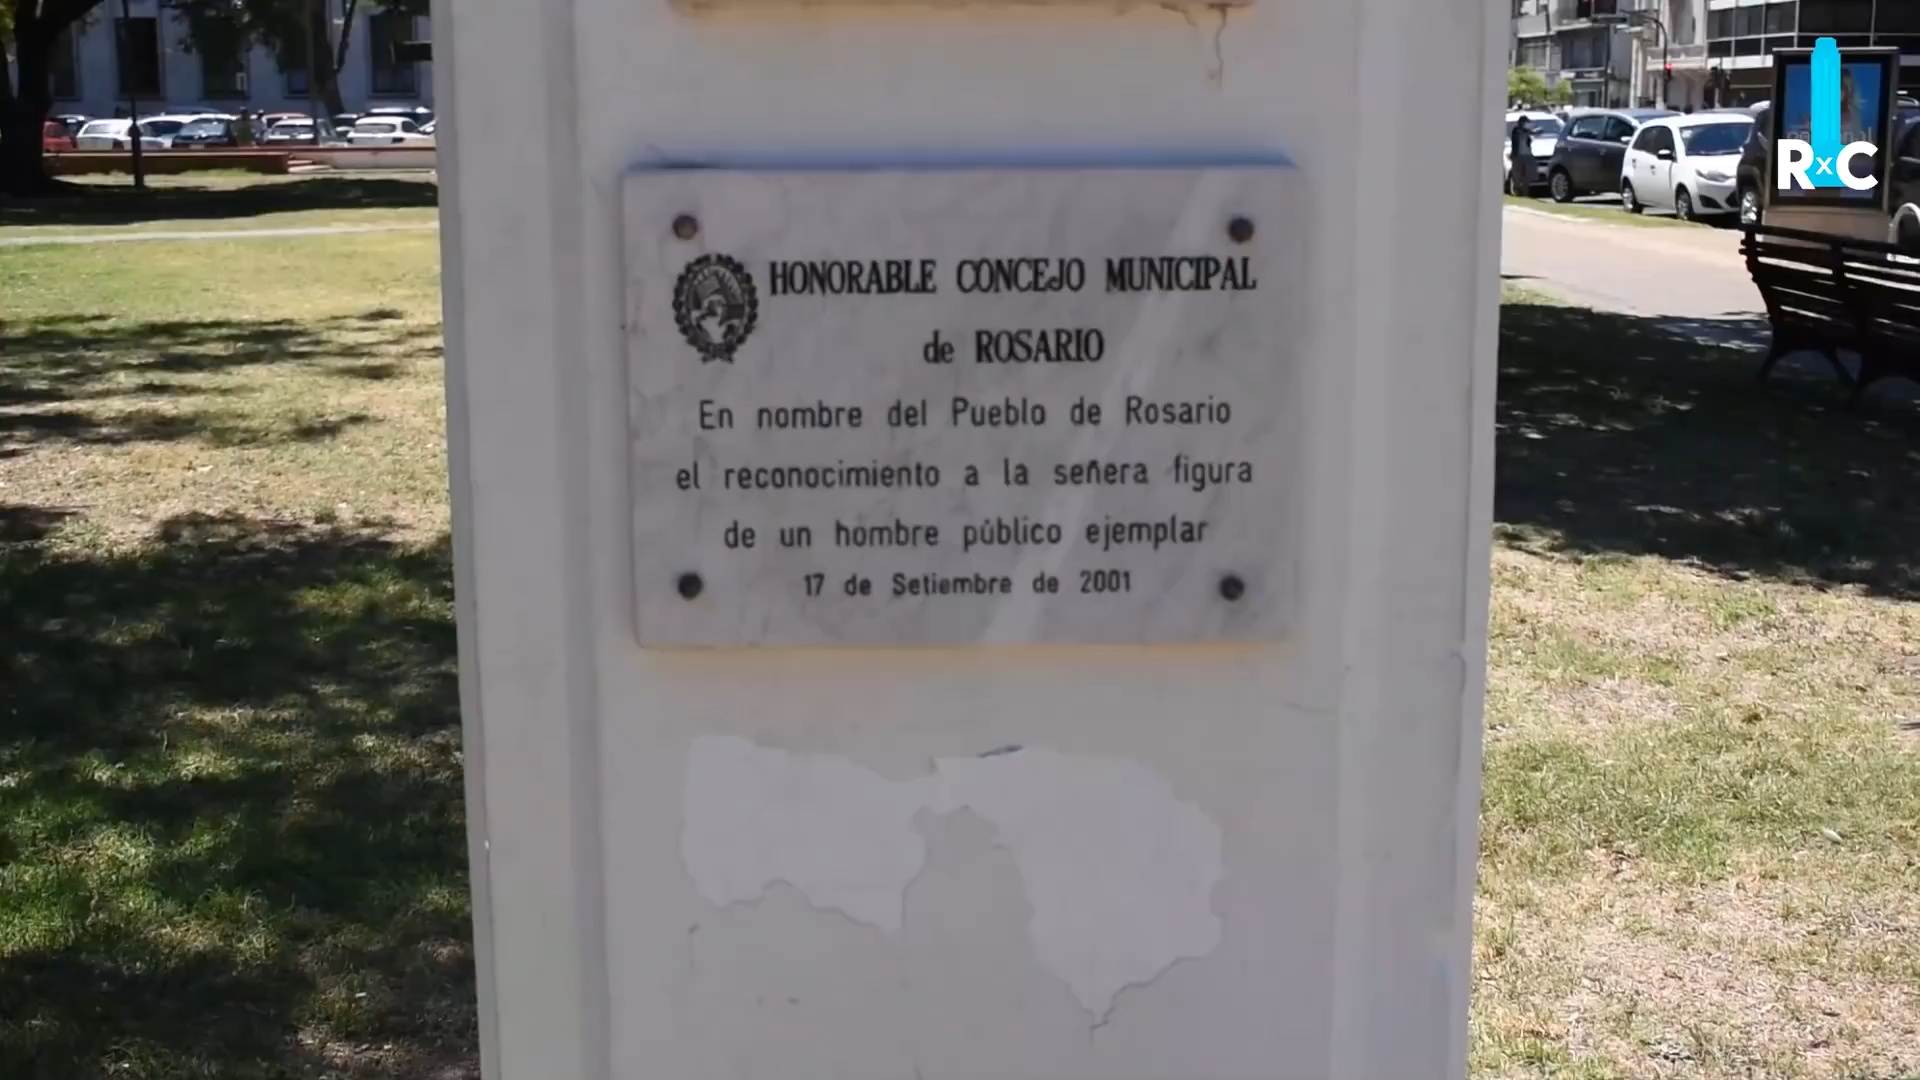 HONORABLE CONCEJO MUNICIPAL
de ROSARIO
En nombre del Pueblo de Rosario
el reconocimiento a la señera figura
de un hombre público ejemplar
17 de Setiembre de 2001
RxC